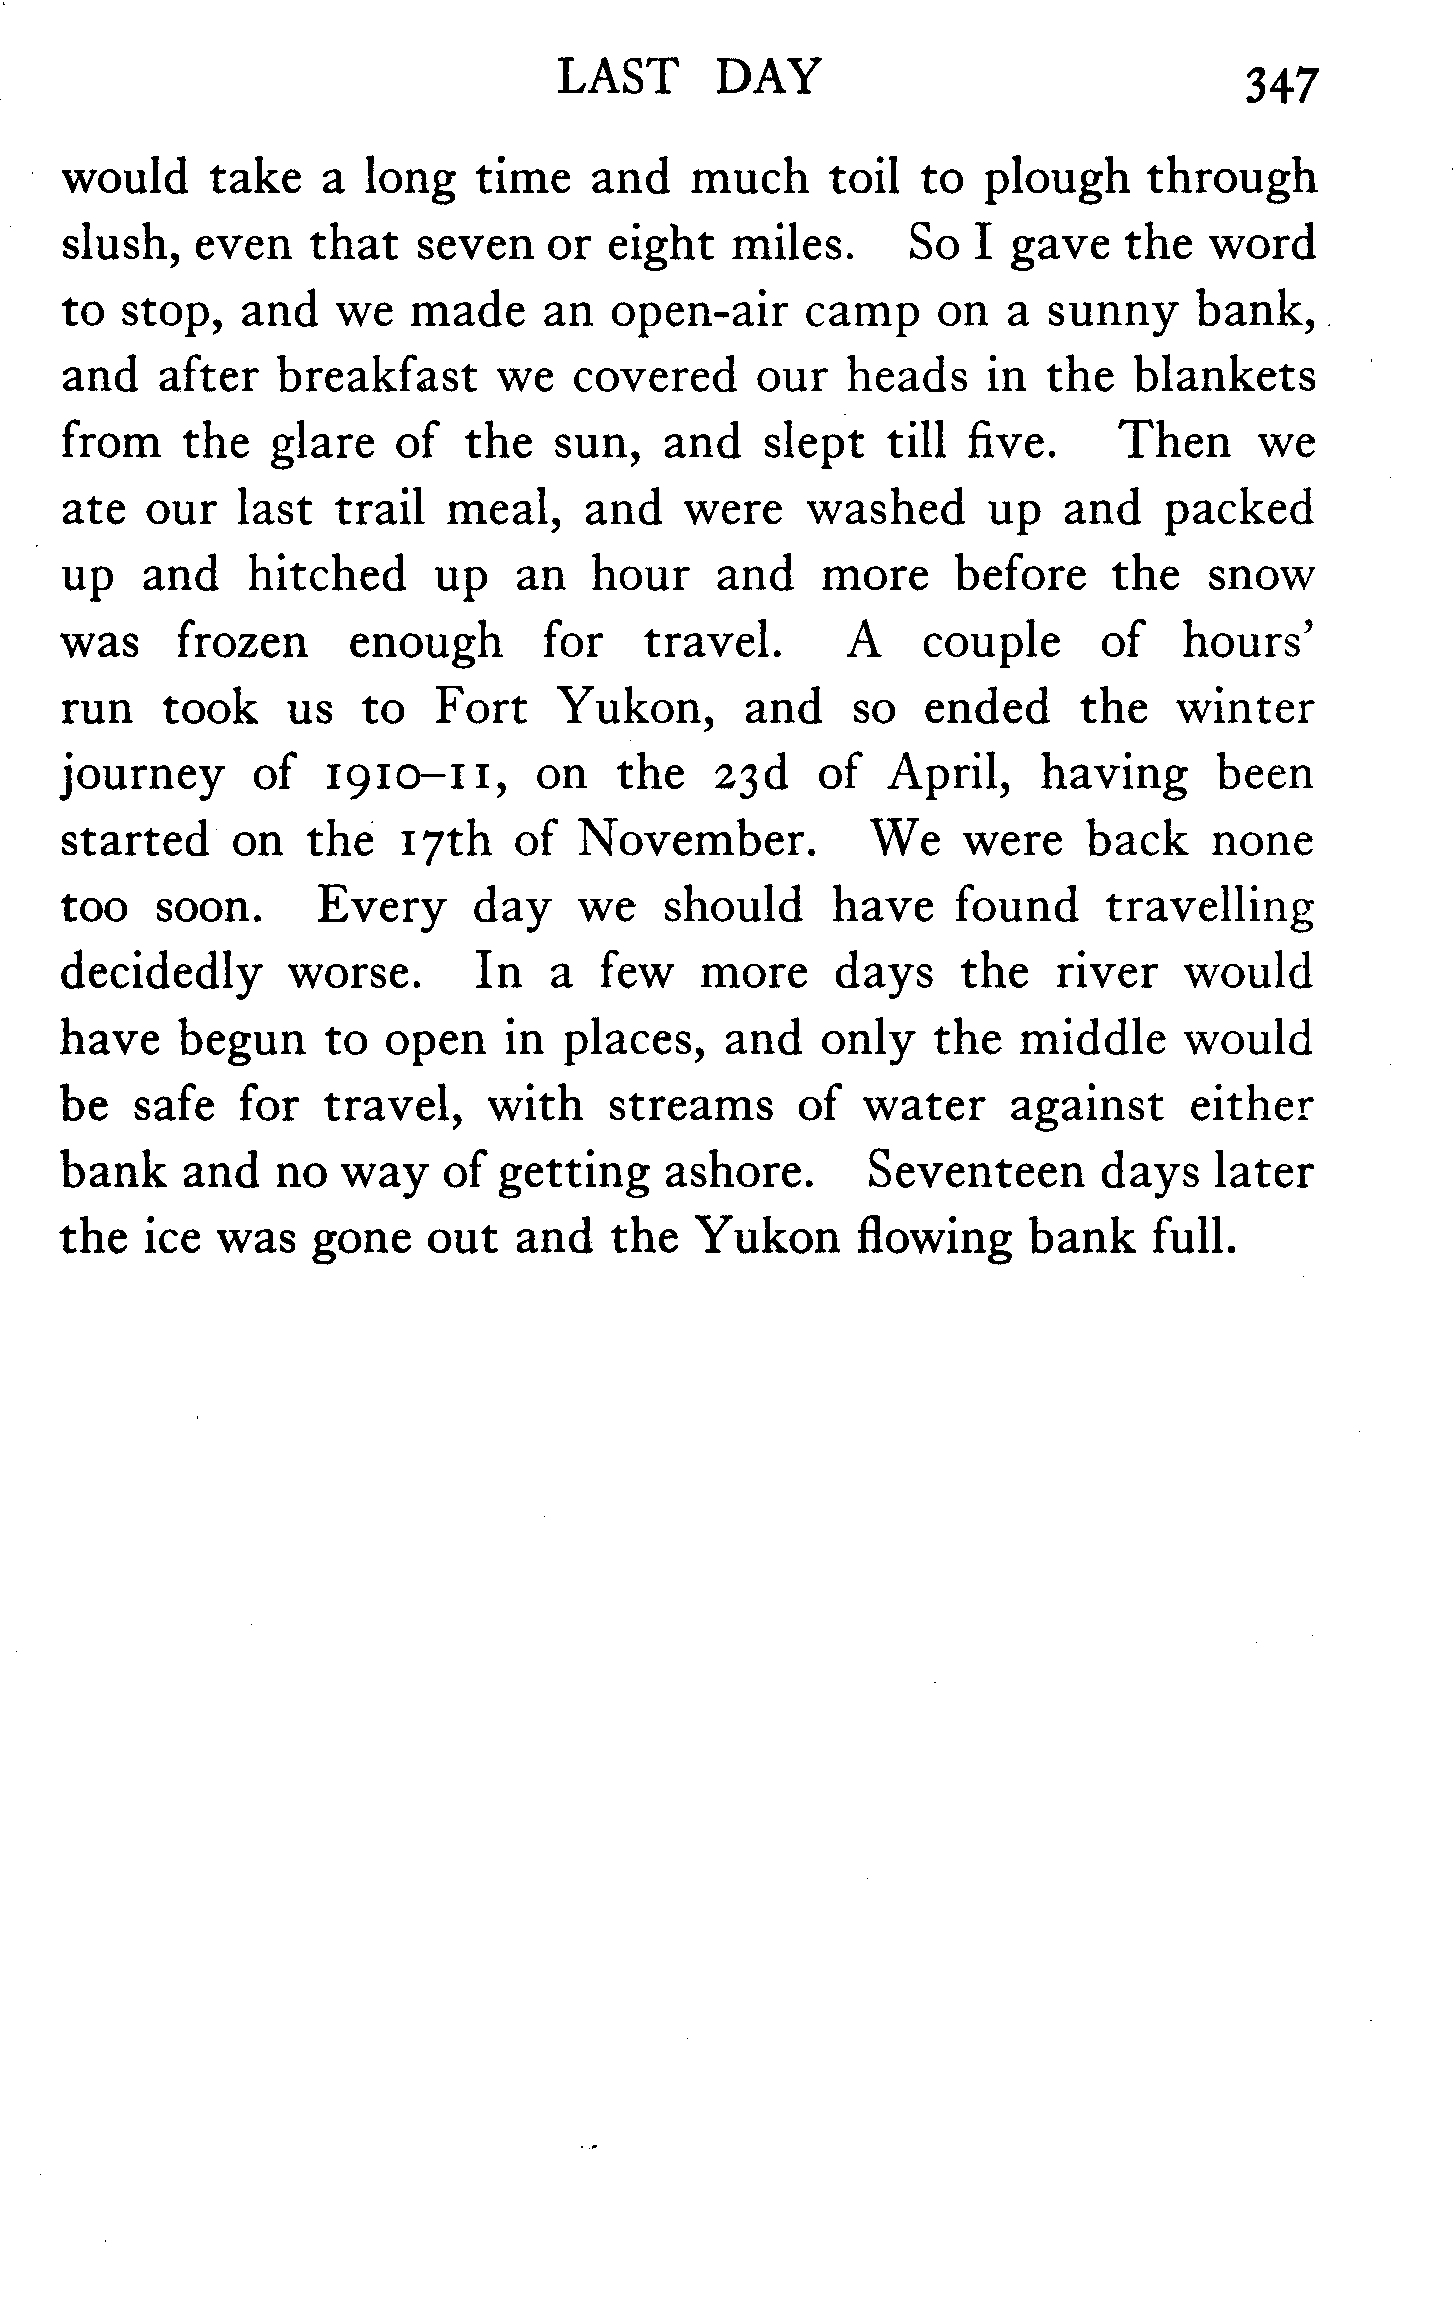 LAST DAY 347
would take a long time and much toil to plough through
slush, even that seven or eight miles. So I gave the word
to stop, and we made an open-air camp on a sunny bank,
and after breakfast we covered our heads in the blankets
from the glare of the sun, and slept till five. Then we
ate our last trail meal, and were washed up and packed
up and hitched up an hour and more before the snow
was frozen enough for travel. A couple of hours'
run took us to Fort Yukon, and so ended the winter
journey of 1910–11, on the 23d of April, having been
started on the 17th of November. We were back none
too soon. Every day we should have found travelling
decidedly worse. In a few more days the river would
have begun to open in places, and only the middle would
be safe for travel, with streams of water against either
bank and no way of getting ashore. Seventeen days later
the ice was gone out and the Yukon flowing bank full.